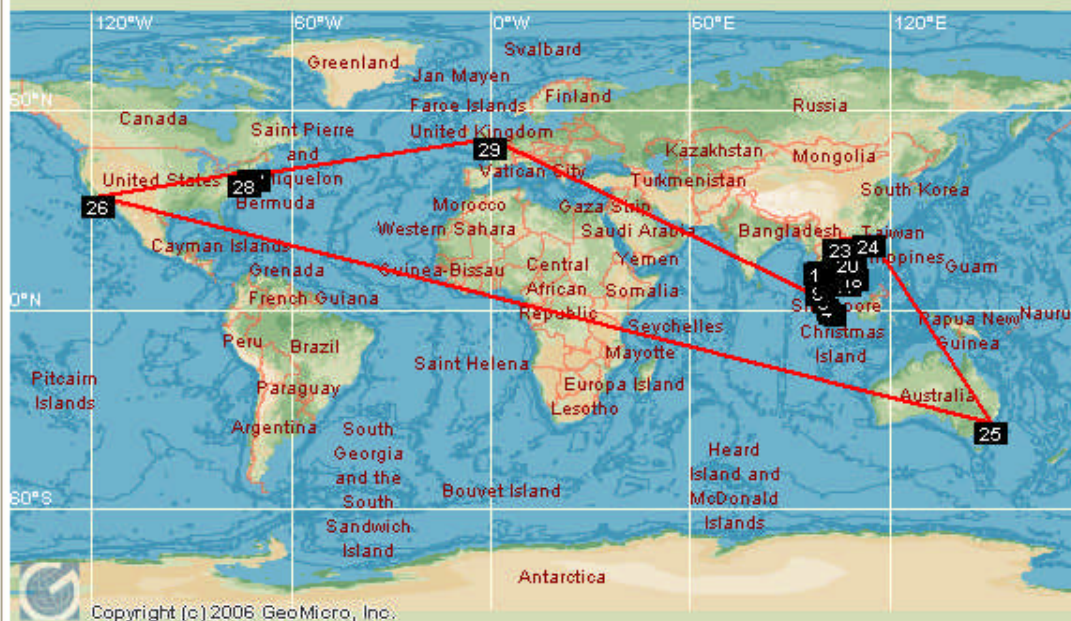 120°W
60°W
0°W
60°E
120°E
Svalbard
Greenland
Jan Mayen
Finland
60°N
Faroe Islands
Russia
Canada
Saint Pierre
and
Miquelon
United Kingdom
29
Kazakhstan
Mongolia
Vatican City
United States
28
Turkmenistan
South Korea
26
Bermuda
Morocco
Gaza Strip
Western Sahara
Saudi Arabia
Bangladesh
Taiwan
Cayman Islands
23
24
Yemen
Philippines
Guam
Grenada
Guinea-Bissau
Central
African
Republic
20
Somalia
0°N
French Guiana
Singapore
Seychelles
Christmas
Island
Papua New
Guinea
Nauru
Peru
Brazil
Saint Helena
Mayotte
Pitcairn
Islands
Paraguay
Europa Island
Australia
Lesotho
Argentina
25
South
Georgia
and the
South
Sandwich
Island
Heard
Island and
McDonald
Islands
Bouvet Island
60°S
Antarctica
Copyright (c) 2006 GeoMicro, Inc.